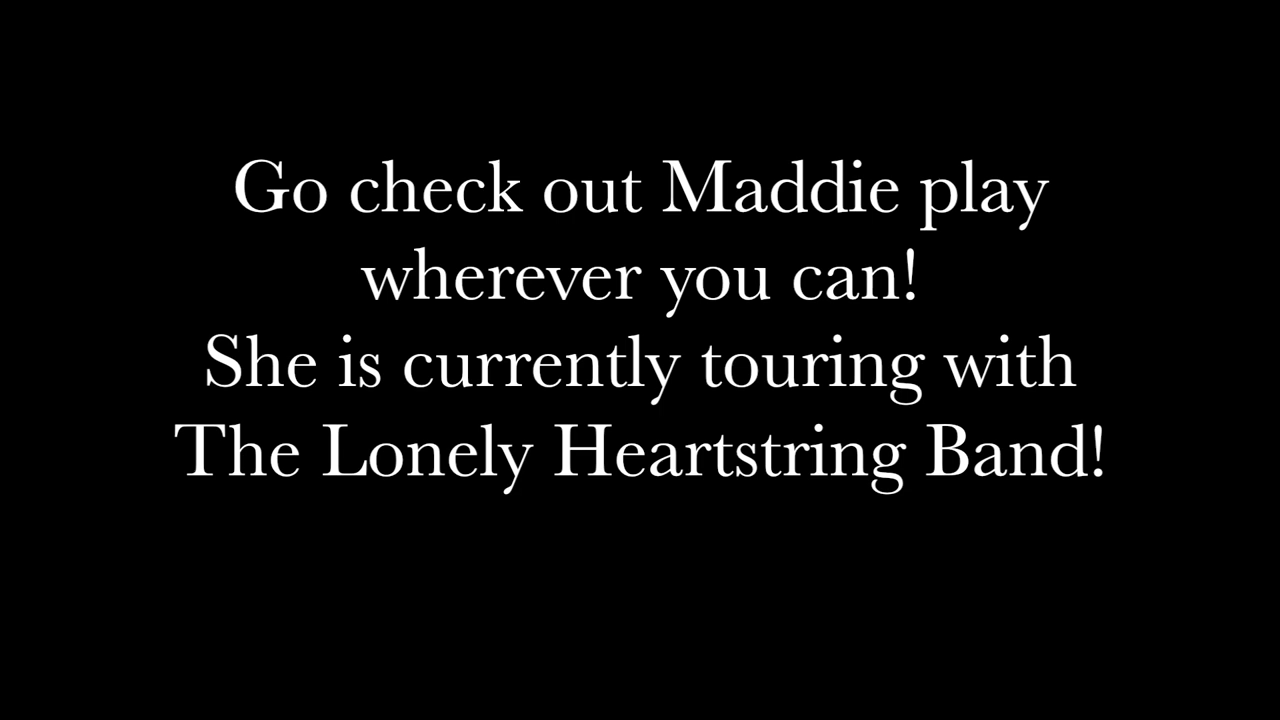 Go check out Maddie play
wherever you can!
She is currently touring with
The Lonely Heartstring Band!